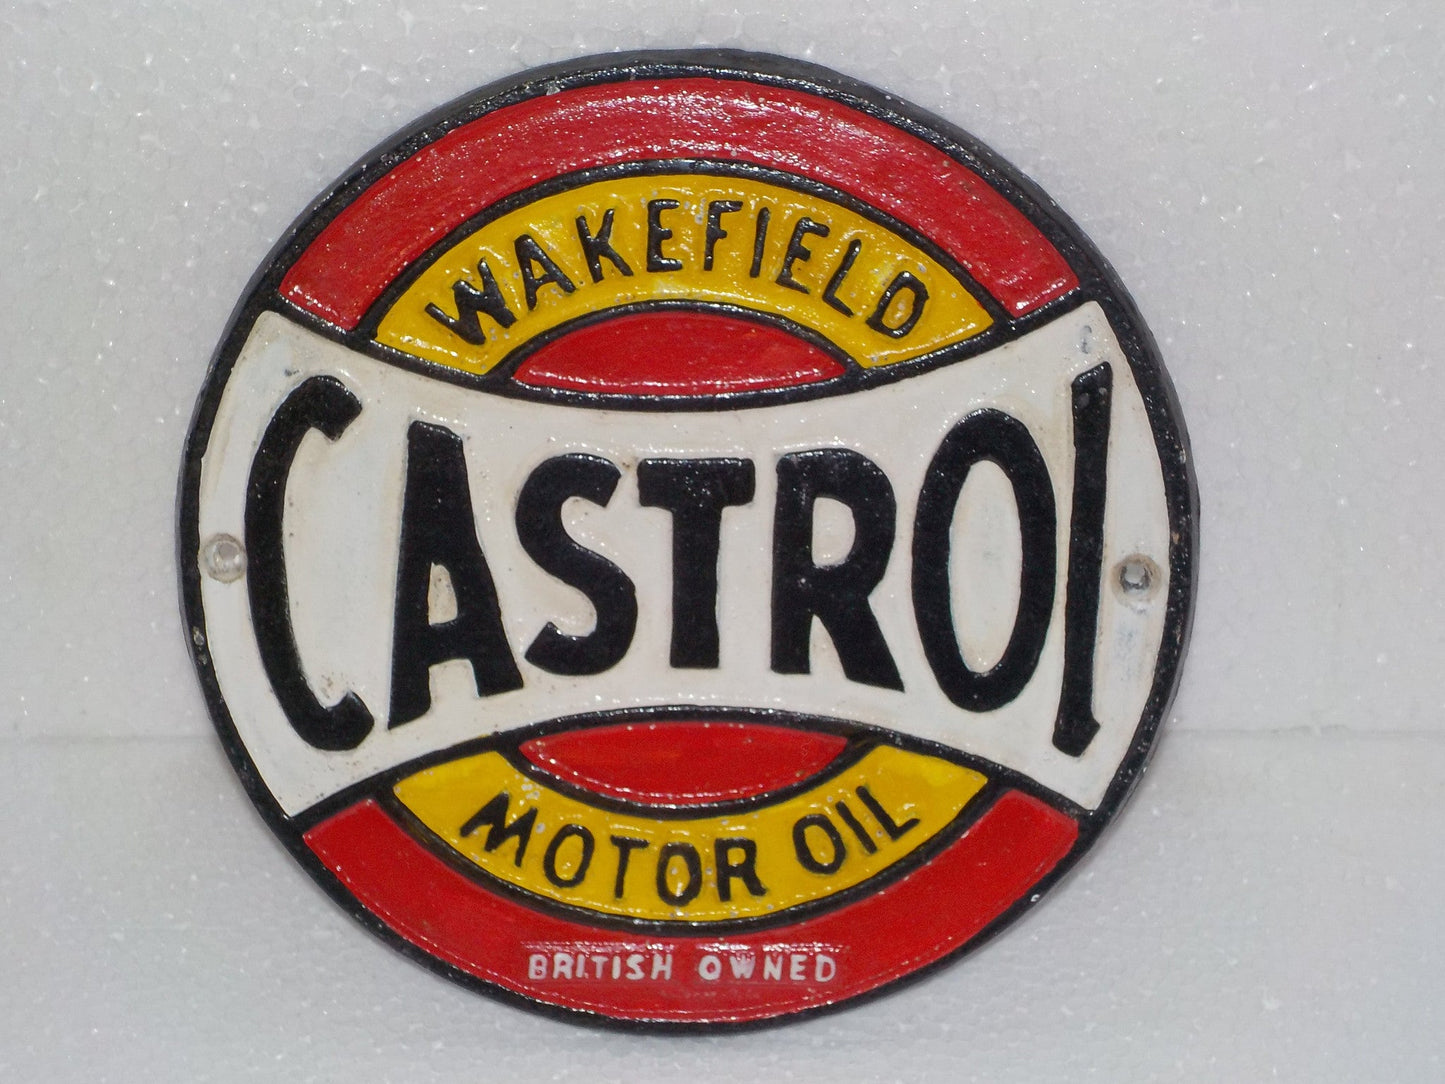 WAKEFIELD
CASTROL
MOTOR OIL
BRITISH OWNED